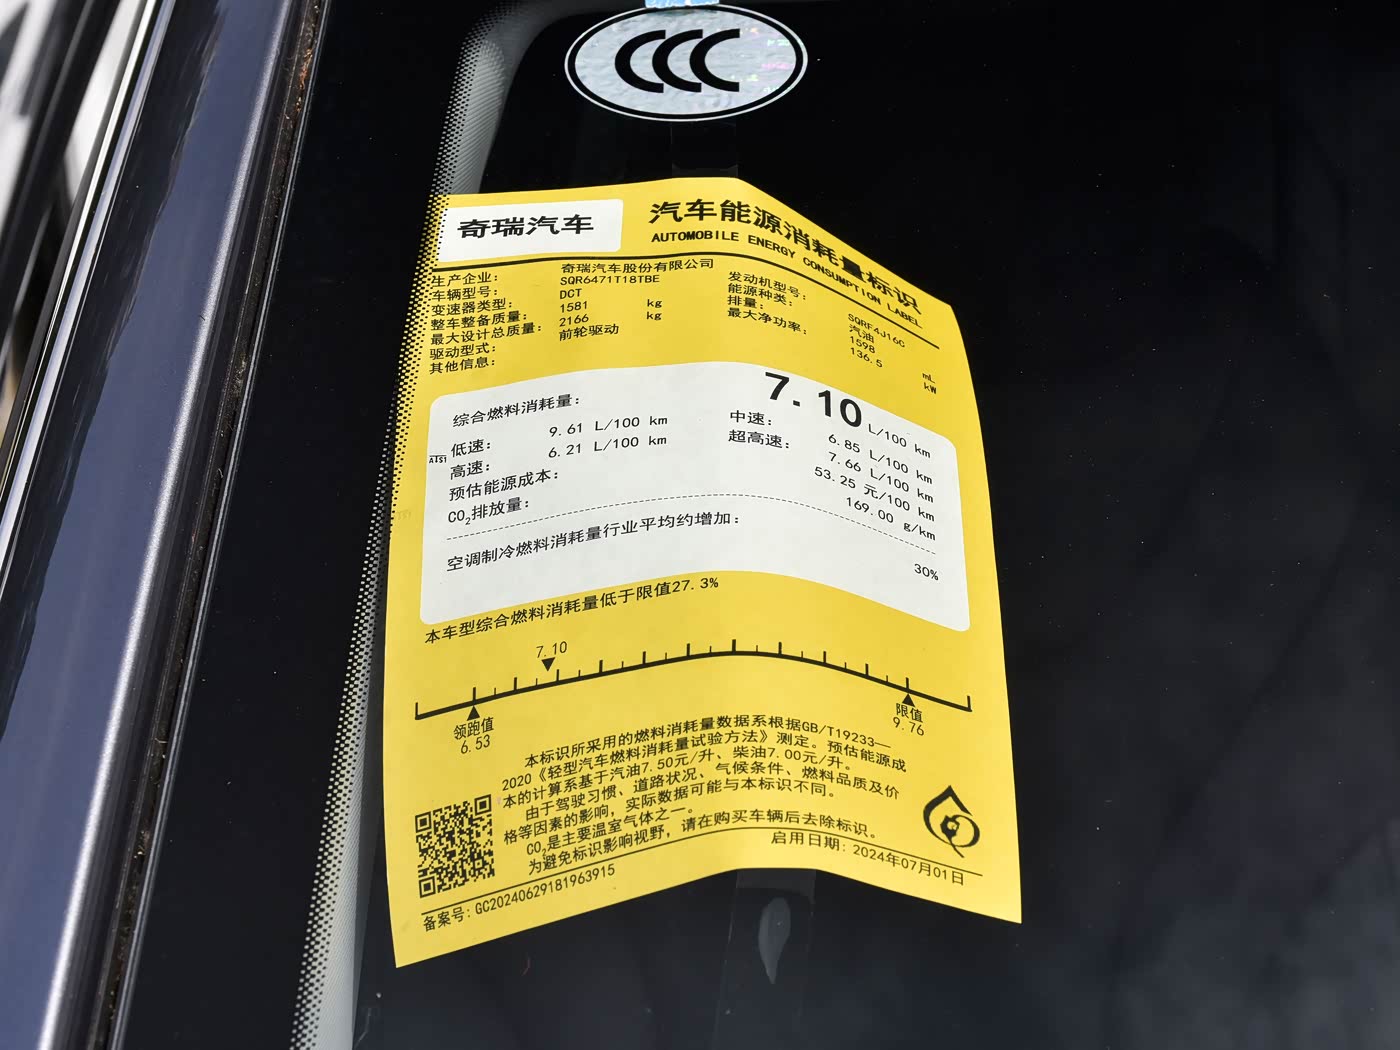 CCC
奇瑞汽车
汽车能源消耗量标识
AUTOMOBILE ENERGY CONSUMPTION LABEL
生产企业: 奇瑞汽车股份有限公司
车辆型号: SQR6471T18TBE
变速器类型: DCT
整车整备质量: 1581 kg
最大设计总质量: 2166 kg
驱动型式: 前轮驱动
其他信息:
发动机型号: SQRF4J16C
能源种类: 汽油
排量: 1598 mL
最大净功率: 136.5 kW
综合燃料消耗量: 7.10 L/100 km
低速: 9.61 L/100 km 中速: 6.85 L/100 km
高速: 6.21 L/100 km 超高速: 7.66 L/100 km
预估能源成本: 53.25 元/100 km
CO2排放量: 169.00 g/km
空调制冷燃料消耗量行业平均约增加: 30%
本车型综合燃料消耗量低于限值27.3%
7.10
领跑值
6.53
限值
9.76
本标识所采用的燃料消耗量数据系根据GB/T19233—
2020《轻型汽车燃料消耗量试验方法》测定。预估能源成
本的计算系基于汽油7.50元/升、柴油7.00元/升。
由于驾驶习惯、道路状况、气候条件、燃料品质及价
格等因素的影响,实际数据可能与本标识不同。
CO2是主要温室气体之一。
为避免标识影响视野,请在购买车辆后去除标识。
备案号: GC20240629181963915
启用日期: 2024年07月01日